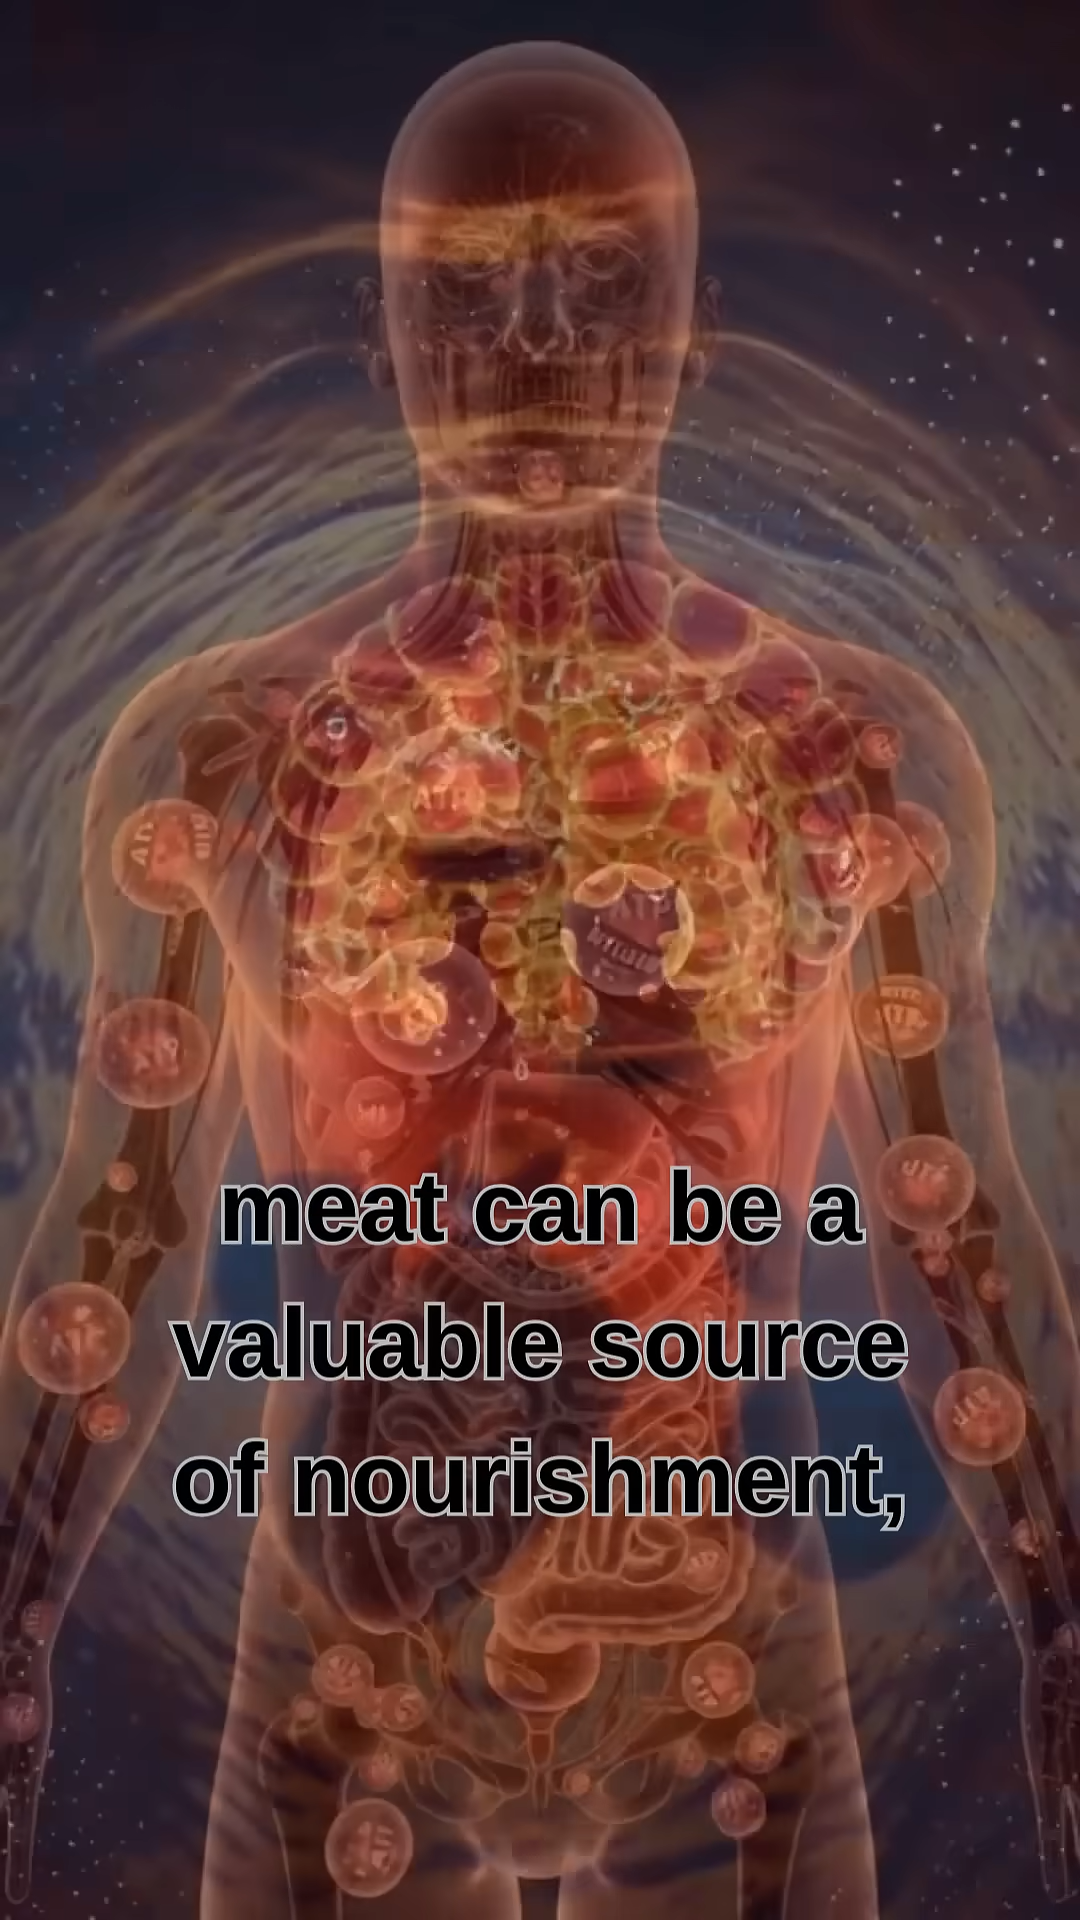 meat can be a
valuable source
of nourishment,